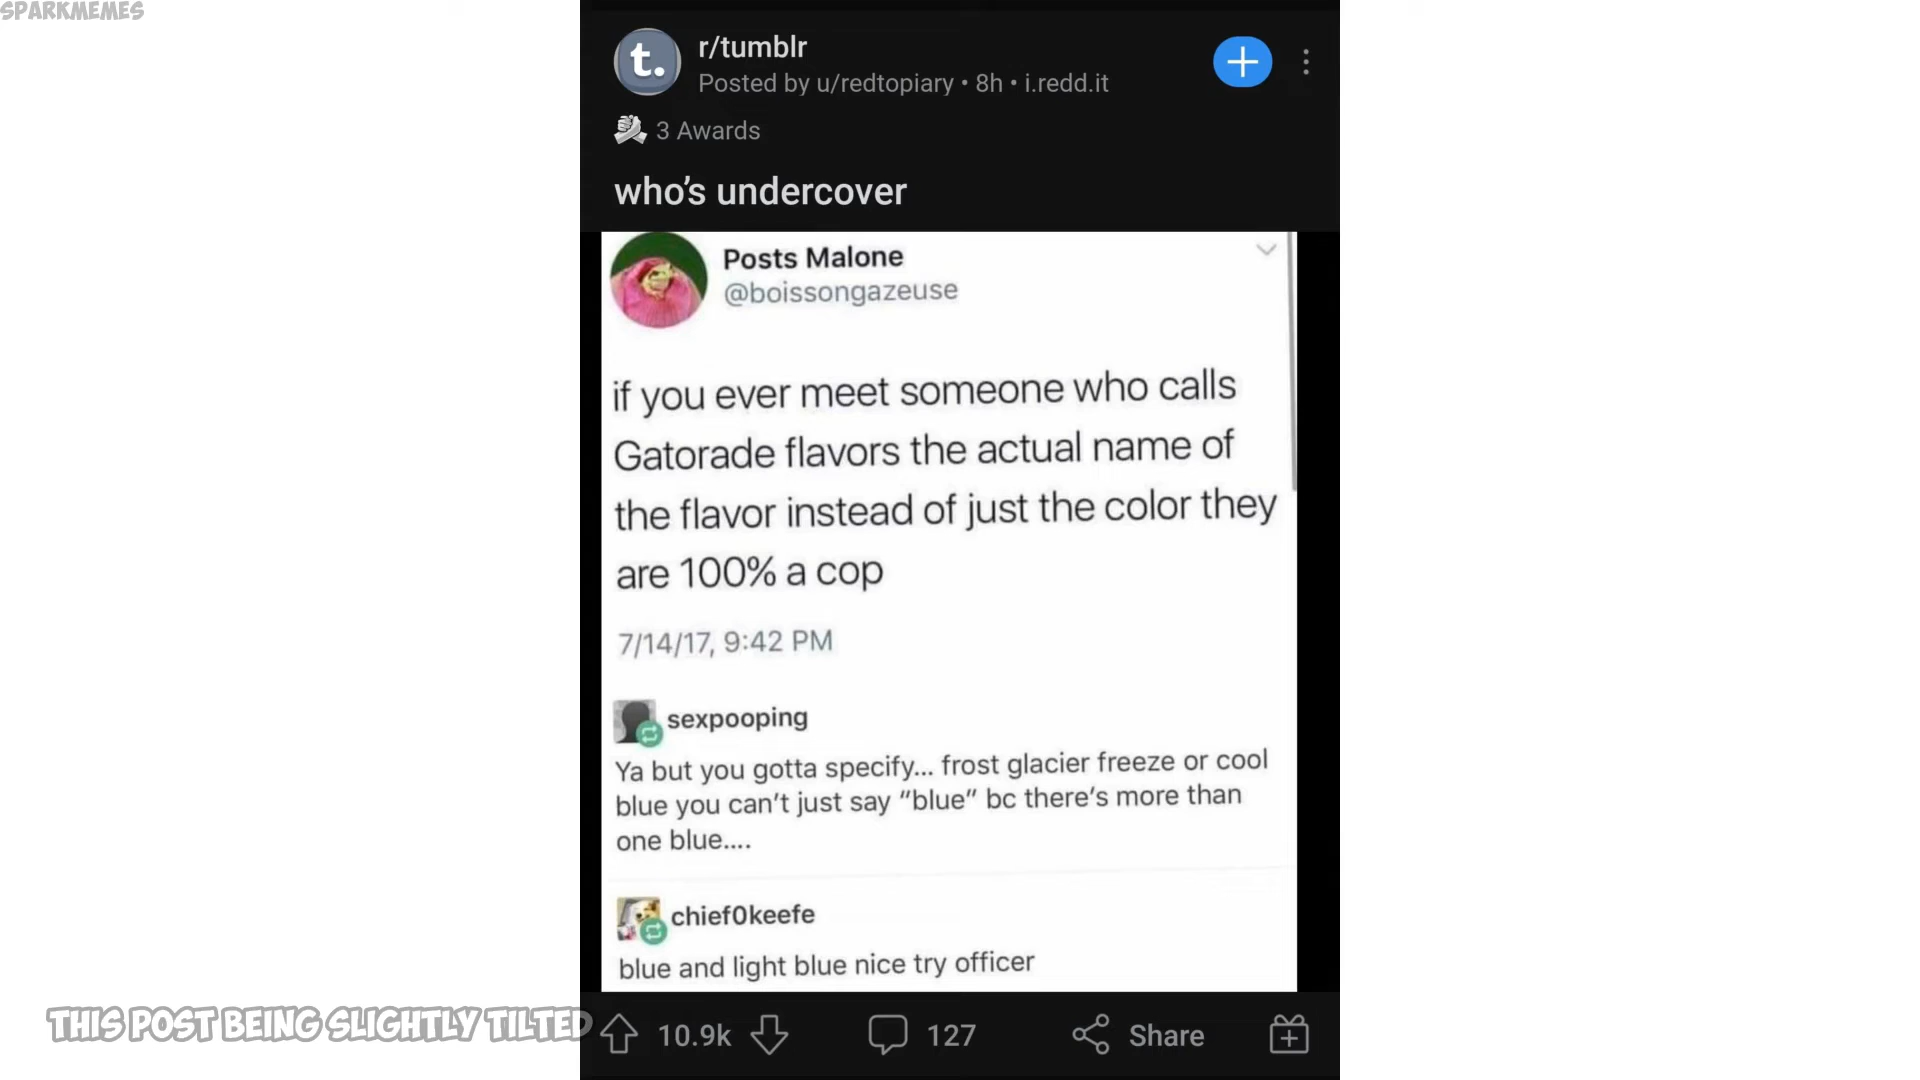 SPARKMEMES
t.
r/tumblr
Posted by u/redtopiary • 8h • i.redd.it
3 Awards
who's undercover
Posts Malone
@boissongazeuse
if you ever meet someone who calls
Gatorade flavors the actual name of
the flavor instead of just the color they
are 100% a cop
7/14/17, 9:42 PM
sexpooping
Ya but you gotta specify... frost glacier freeze or cool
blue you can't just say "blue" bc there's more than
one blue....
chief0keefe
blue and light blue nice try officer
THIS POST BEING SLIGHTLY TILTED
10.9k
127
Share